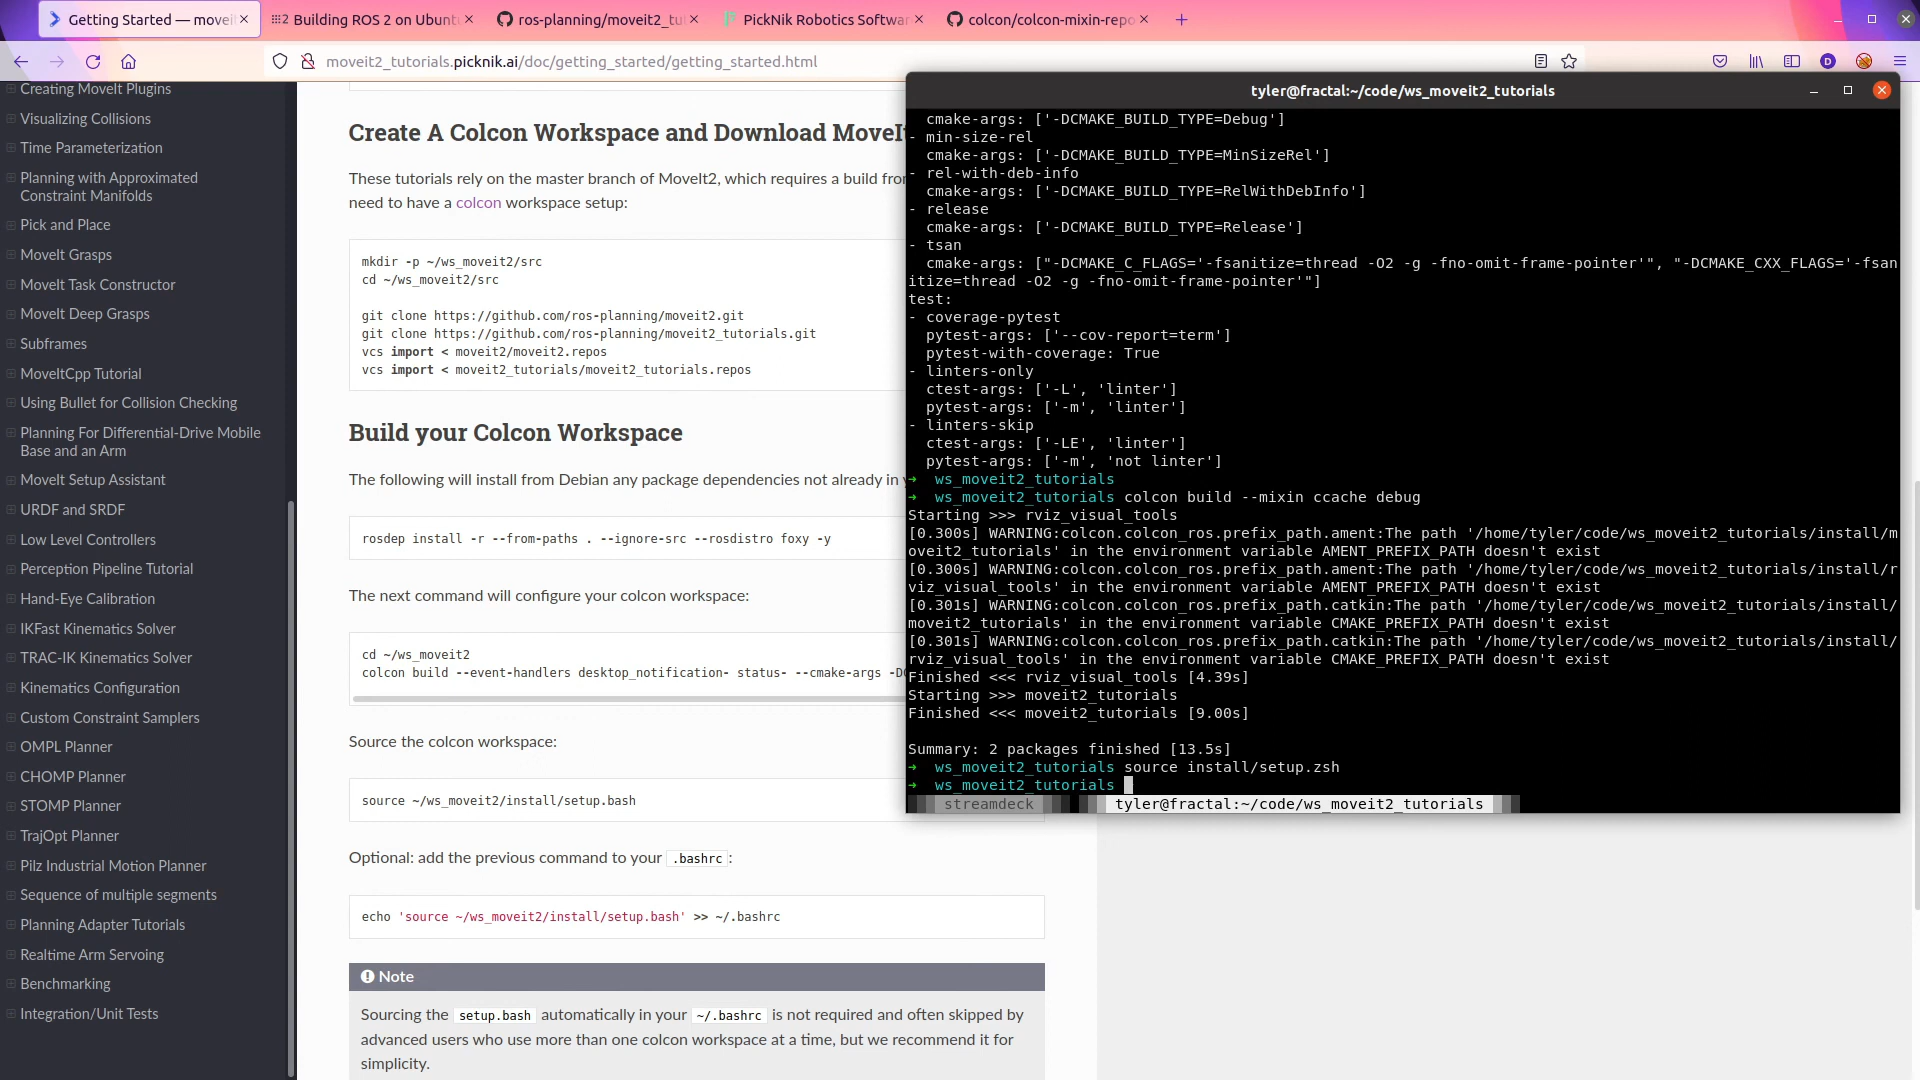 Getting Started — movei
Building ROS 2 on Ubunt
ros-planning/moveit2_tu
PickNik Robotics Softwar
colcon/colcon-mixin-repo
moveit2_tutorials.picknik.ai/doc/getting_started/getting_started.html
D
Creating MoveIt Plugins
Visualizing Collisions
Time Parameterization
Planning with Approximated
Constraint Manifolds
Pick and Place
MoveIt Grasps
MoveIt Task Constructor
MoveIt Deep Grasps
Subframes
MoveItCpp Tutorial
Using Bullet for Collision Checking
Planning For Differential-Drive Mobile
Base and an Arm
MoveIt Setup Assistant
URDF and SRDF
Low Level Controllers
Perception Pipeline Tutorial
Hand-Eye Calibration
IKFast Kinematics Solver
TRAC-IK Kinematics Solver
Kinematics Configuration
Custom Constraint Samplers
OMPL Planner
CHOMP Planner
STOMP Planner
TrajOpt Planner
Pilz Industrial Motion Planner
Sequence of multiple segments
Planning Adapter Tutorials
Realtime Arm Servoing
Benchmarking
Integration/Unit Tests
Create A Colcon Workspace and Download MoveI
These tutorials rely on the master branch of MoveIt2, which requires a build fro
need to have a colcon workspace setup:
mkdir -p ~/ws_moveit2/src
cd ~/ws_moveit2/src
git clone https://github.com/ros-planning/moveit2.git
git clone https://github.com/ros-planning/moveit2_tutorials.git
vcs import < moveit2/moveit2.repos
vcs import < moveit2_tutorials/moveit2_tutorials.repos
Build your Colcon Workspace
The following will install from Debian any package dependencies not already in y
rosdep install -r --from-paths . --ignore-src --rosdistro foxy -y
The next command will configure your colcon workspace:
cd ~/ws_moveit2
colcon build --event-handlers desktop_notification- status- --cmake-args -DC
Source the colcon workspace:
source ~/ws_moveit2/install/setup.bash
Optional: add the previous command to your .bashrc:
echo 'source ~/ws_moveit2/install/setup.bash' >> ~/.bashrc
Note
Sourcing the setup.bash automatically in your ~/.bashrc is not required and often skipped by
advanced users who use more than one colcon workspace at a time, but we recommend it for
simplicity.
tyler@fractal:~/code/ws_moveit2_tutorials
cmake-args: ['-DCMAKE_BUILD_TYPE=Debug']
- min-size-rel
cmake-args: ['-DCMAKE_BUILD_TYPE=MinSizeRel']
- rel-with-deb-info
cmake-args: ['-DCMAKE_BUILD_TYPE=RelWithDebInfo']
- release
cmake-args: ['-DCMAKE_BUILD_TYPE=Release']
- tsan
cmake-args: ["-DCMAKE_C_FLAGS='-fsanitize=thread -O2 -g -fno-omit-frame-pointer'", "-DCMAKE_CXX_FLAGS='-fsan
itize=thread -O2 -g -fno-omit-frame-pointer'"]
test:
- coverage-pytest
pytest-args: ['--cov-report=term']
pytest-with-coverage: True
- linters-only
ctest-args: ['-L', 'linter']
pytest-args: ['-m', 'linter']
- linters-skip
ctest-args: ['-LE', 'linter']
pytest-args: ['-m', 'not linter']
➜ ws_moveit2_tutorials
➜ ws_moveit2_tutorials colcon build --mixin ccache debug
Starting >>> rviz_visual_tools
[0.300s] WARNING:colcon.colcon_ros.prefix_path.ament:The path '/home/tyler/code/ws_moveit2_tutorials/install/m
oveit2_tutorials' in the environment variable AMENT_PREFIX_PATH doesn't exist
[0.300s] WARNING:colcon.colcon_ros.prefix_path.ament:The path '/home/tyler/code/ws_moveit2_tutorials/install/r
viz_visual_tools' in the environment variable AMENT_PREFIX_PATH doesn't exist
[0.301s] WARNING:colcon.colcon_ros.prefix_path.catkin:The path '/home/tyler/code/ws_moveit2_tutorials/install/
moveit2_tutorials' in the environment variable CMAKE_PREFIX_PATH doesn't exist
[0.301s] WARNING:colcon.colcon_ros.prefix_path.catkin:The path '/home/tyler/code/ws_moveit2_tutorials/install/
rviz_visual_tools' in the environment variable CMAKE_PREFIX_PATH doesn't exist
Finished <<< rviz_visual_tools [4.39s]
Starting >>> moveit2_tutorials
Finished <<< moveit2_tutorials [9.00s]
Summary: 2 packages finished [13.5s]
➜ ws_moveit2_tutorials source install/setup.zsh
➜ ws_moveit2_tutorials
streamdeck tyler@fractal:~/code/ws_moveit2_tutorials